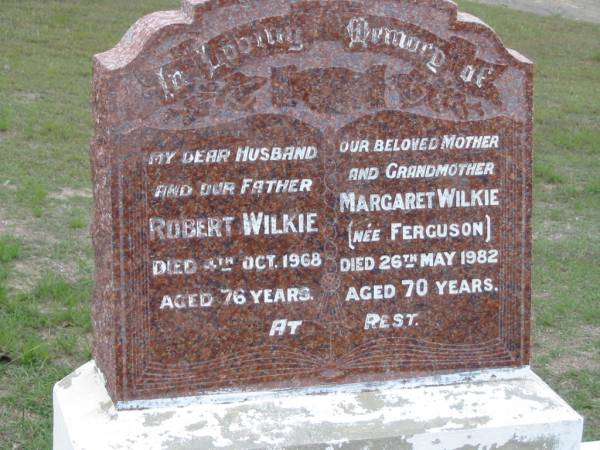 In Loving Memory of
MY DEAR HUSBAND
AND OUR FATHER
ROBERT WILKIE
DIED 4TH OCT. 1968
AGED 76 YEARS.
OUR BELOVED MOTHER
AND GRANDMOTHER
MARGARET WILKIE
(NÉE FERGUSON)
DIED 26TH MAY 1982
AGED 70 YEARS.
AT REST.